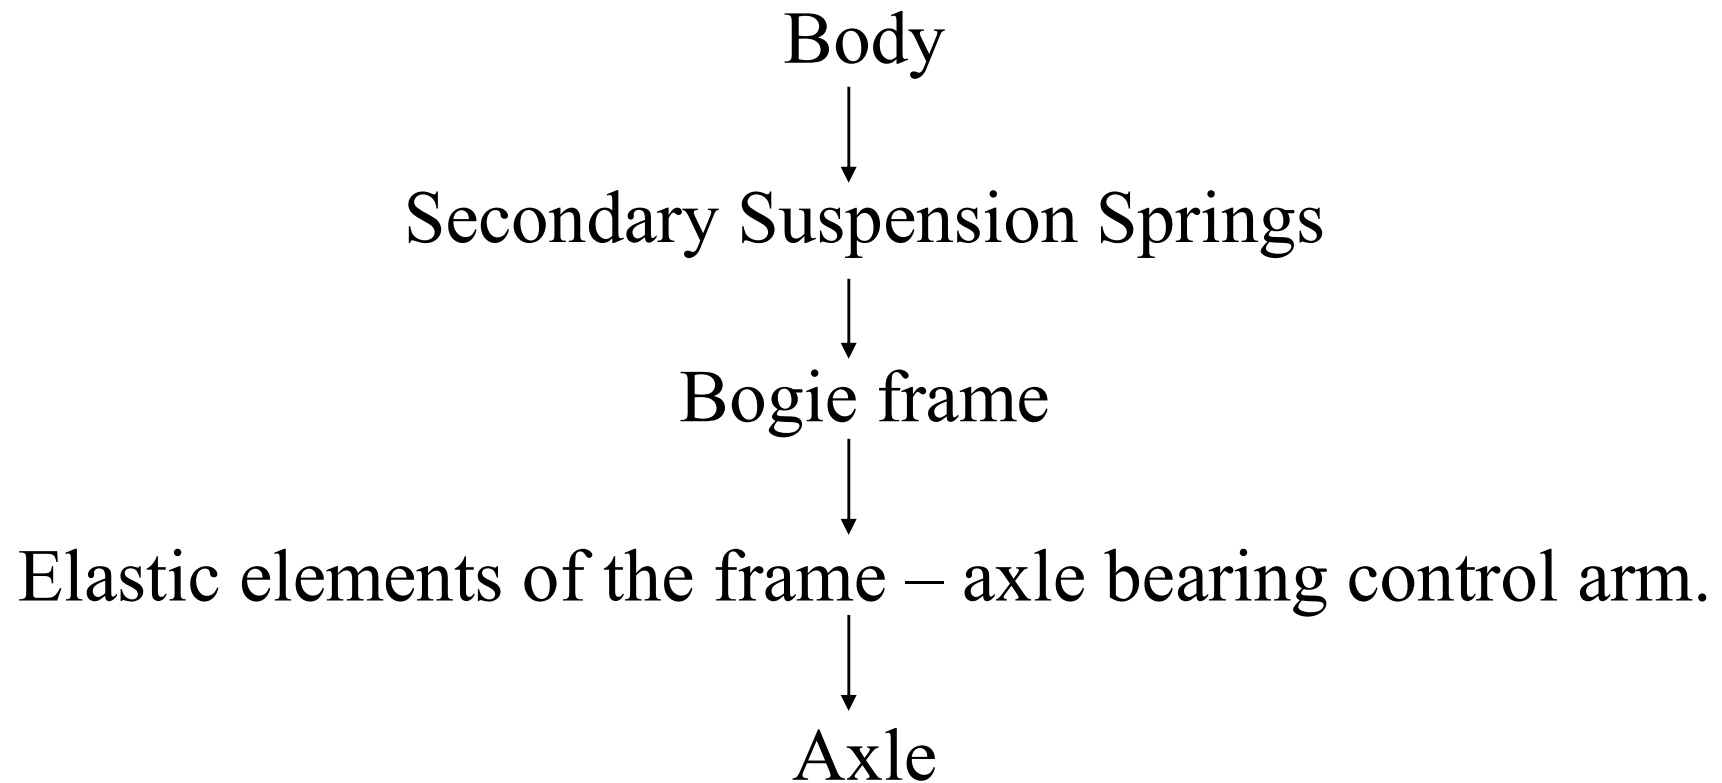 Body
Secondary Suspension Springs
Bogie frame
Elastic elements of the frame – axle bearing control arm.
Axle